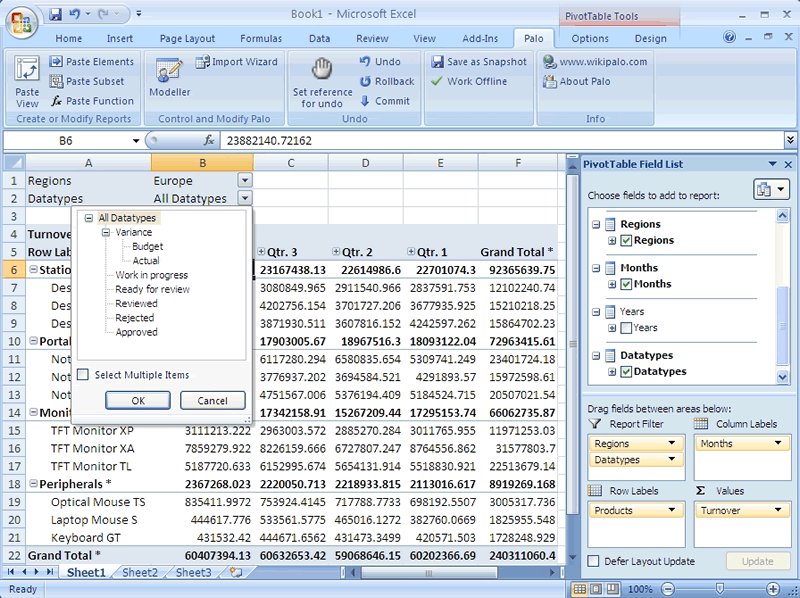 Book1 - Microsoft Excel
PivotTable Tools
Home Insert Page Layout Formulas Data Review View Add-Ins Palo Options Design
Paste View
Paste Elements
Paste Subset
Paste Function
Create or Modify Reports
Modeller
Import Wizard
Control and Modify Palo
Set reference for undo
Undo
Rollback
Commit
Undo
Save as Snapshot
Work Offline
www.wikipalo.com
About Palo
Info
B6 fx 23882140.72162
A B C D E F
1 Regions Europe
2 Datatypes All Datatypes
3
4 Turnov
5 Row Lab Qtr. 3 Qtr. 2 Qtr. 1 Grand Total *
6 Statio 23167438.13 22614986.6 22701074.3 92365639.75
7 Des 3080849.965 2911540.966 2837591.753 12102240.74
8 Des 4202756.154 3701727.206 3677935.925 15210218.25
9 Des 3871930.511 3607816.152 4242597.262 15864702.23
10 Portal 17903005.67 18967516.3 18093122.04 72963415.61
11 Not 6117280.294 6580835.654 5309741.249 23401724.18
12 Not 3776937.202 3694584.521 4291893.57 15972598.61
13 Not 4751567.006 5376194.409 5184524.715 20507021.54
14 Monit 17342158.91 15267209.44 17295153.74 66062735.87
15 TFT Monitor XP 3111213.222 2963003.572 2885270.284 3011765.955 11971253.03
16 TFT Monitor XA 7859279.922 8226159.666 6727807.247 8764556.862 31577803.7
17 TFT Monitor TL 5187720.633 6152995.674 5654131.914 5518830.921 22513679.14
18 Peripherals * 2367268.023 2220050.713 2218933.815 2113016.617 8919269.168
19 Optical Mouse TS 835411.9972 753924.4145 717788.7733 698192.5507 3005317.736
20 Laptop Mouse S 444617.776 533561.5775 465016.1272 382760.0669 1825955.548
21 Keyboard GT 431532.42 444671.6562 431473.3499 420571.503 1728248.929
22 Grand Total * 60407394.13 60632653.42 59068646.15 60202366.69 240311060.4
All Datatypes
Variance
Budget
Actual
Work in progress
Ready for review
Reviewed
Rejected
Approved
Select Multiple Items
OK Cancel
PivotTable Field List
Choose fields to add to report:
Regions
Regions
Months
Months
Years
Years
Datatypes
Datatypes
Drag fields between areas below:
Report Filter Column Labels
Regions Months
Datatypes
Row Labels Σ Values
Products Turnover
Defer Layout Update Update
Sheet1 Sheet2 Sheet3
Ready 100%